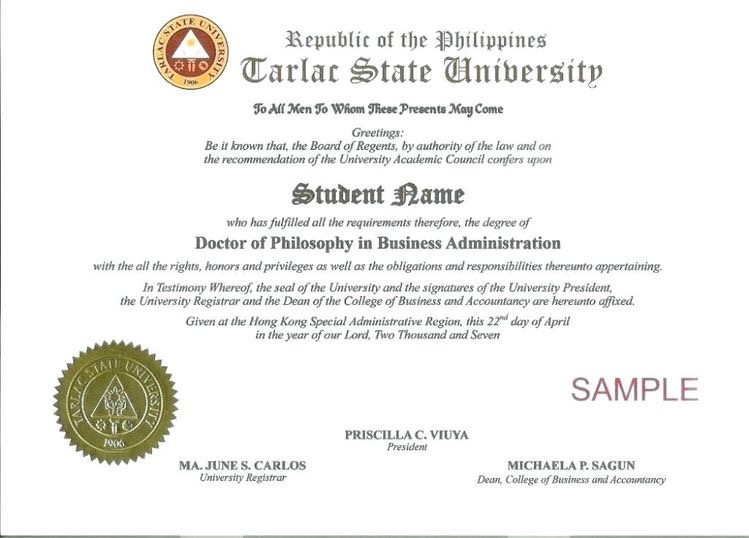 TARLAC STATE UNIVERSITY
1906
Republic of the Philippines
Tarlac State University
To All Men To Whom These Presents May Come
Greetings:
Be it known that, the Board of Regents, by authority of the law and on
the recommendation of the University Academic Council confers upon
Student Name
who has fulfilled all the requirements therefore, the degree of
Doctor of Philosophy in Business Administration
with the all the rights, honors and privileges as well as the obligations and responsibilities thereunto appertaining.
In Testimony Whereof, the seal of the University and the signatures of the University President,
the University Registrar and the Dean of the College of Business and Accountancy are hereunto affixed.
Given at the Hong Kong Special Administrative Region, this 22nd day of April
in the year of our Lord, Two Thousand and Seven
TARLAC STATE UNIVERSITY
1906
SAMPLE
PRISCILLA C. VIUYA
President
MA. JUNE S. CARLOS
University Registrar
MICHAELA P. SAGUN
Dean, College of Business and Accountancy